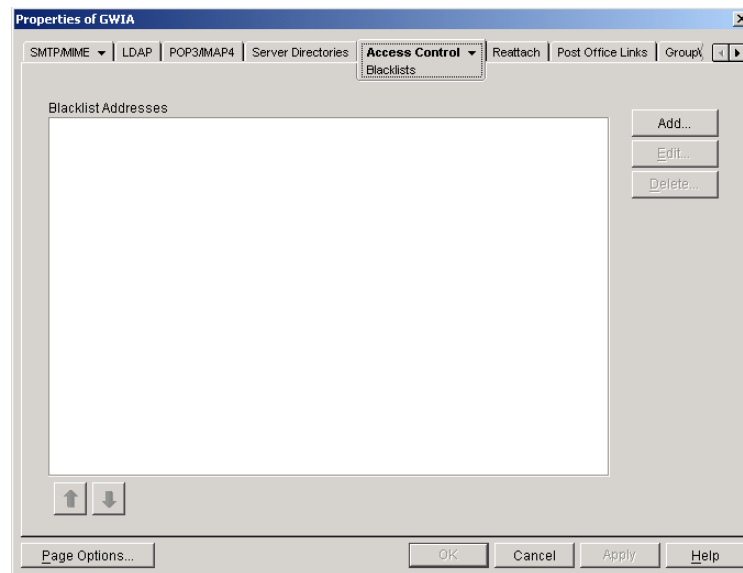 Properties of GWIA
SMTP/MIME LDAP POP3/IMAP4 Server Directories Access Control Reattach Post Office Links
Blacklists
Blacklist Addresses
Add...
Edit...
Delete...
Page Options... OK Cancel Apply Help